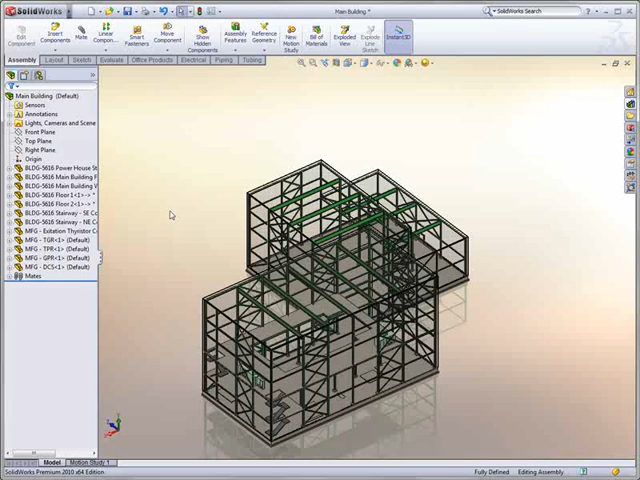 SolidWorks
Main Building *
SolidWorks Search
Edit Component
Insert Components
Mate
Linear Compon...
Smart Fasteners
Move Component
Show Hidden Components
Assembly Features
Reference Geometry
New Motion Study
Bill of Materials
Exploded View
Explode Line Sketch
Instant3D
Assembly
Layout
Sketch
Evaluate
Office Products
Electrical
Piping
Tubing
Main Building (Default)
Sensors
Annotations
Lights, Cameras and Scene
Front Plane
Top Plane
Right Plane
Origin
BLDG-5616 Power House St
BLDG-5616 Main Building F
BLDG-5616 Main Building W
BLDG-5616 Floor 1<1>-> *
BLDG-5616 Floor 2<1>-> *
BLDG-5616 Stairway - SE Co
BLDG-5616 Stairway - NE Co
MFG - Exitation Thyristor C
MFG - TGR<1> (Default)
MFG - TPR<1> (Default)
MFG - GPR<1> (Default)
MFG - DCS<1> (Default)
Mates
Model
Motion Study 1
SolidWorks Premium 2010 x64 Edition
Fully Defined
Editing Assembly